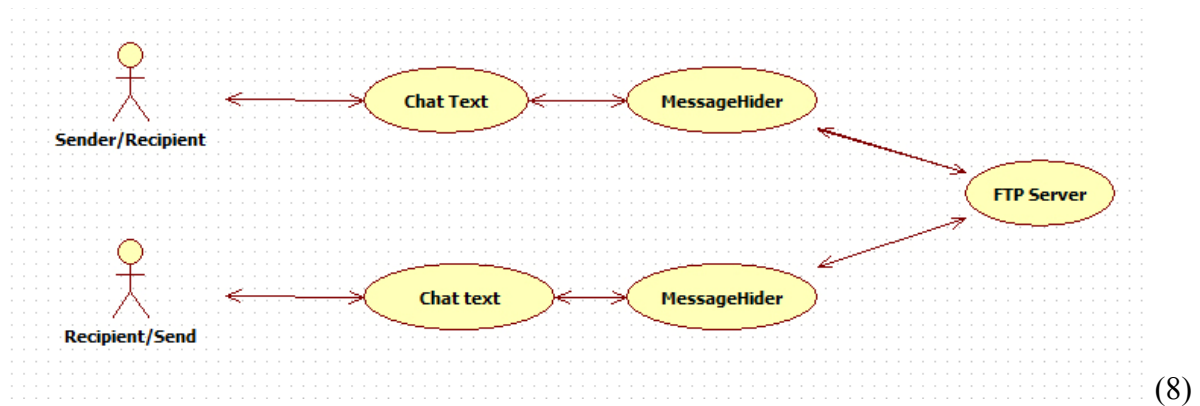 Chat Text
MessageHider
Sender/Recipient
FTP Server
Chat text
MessageHider
Recipient/Send
(8)